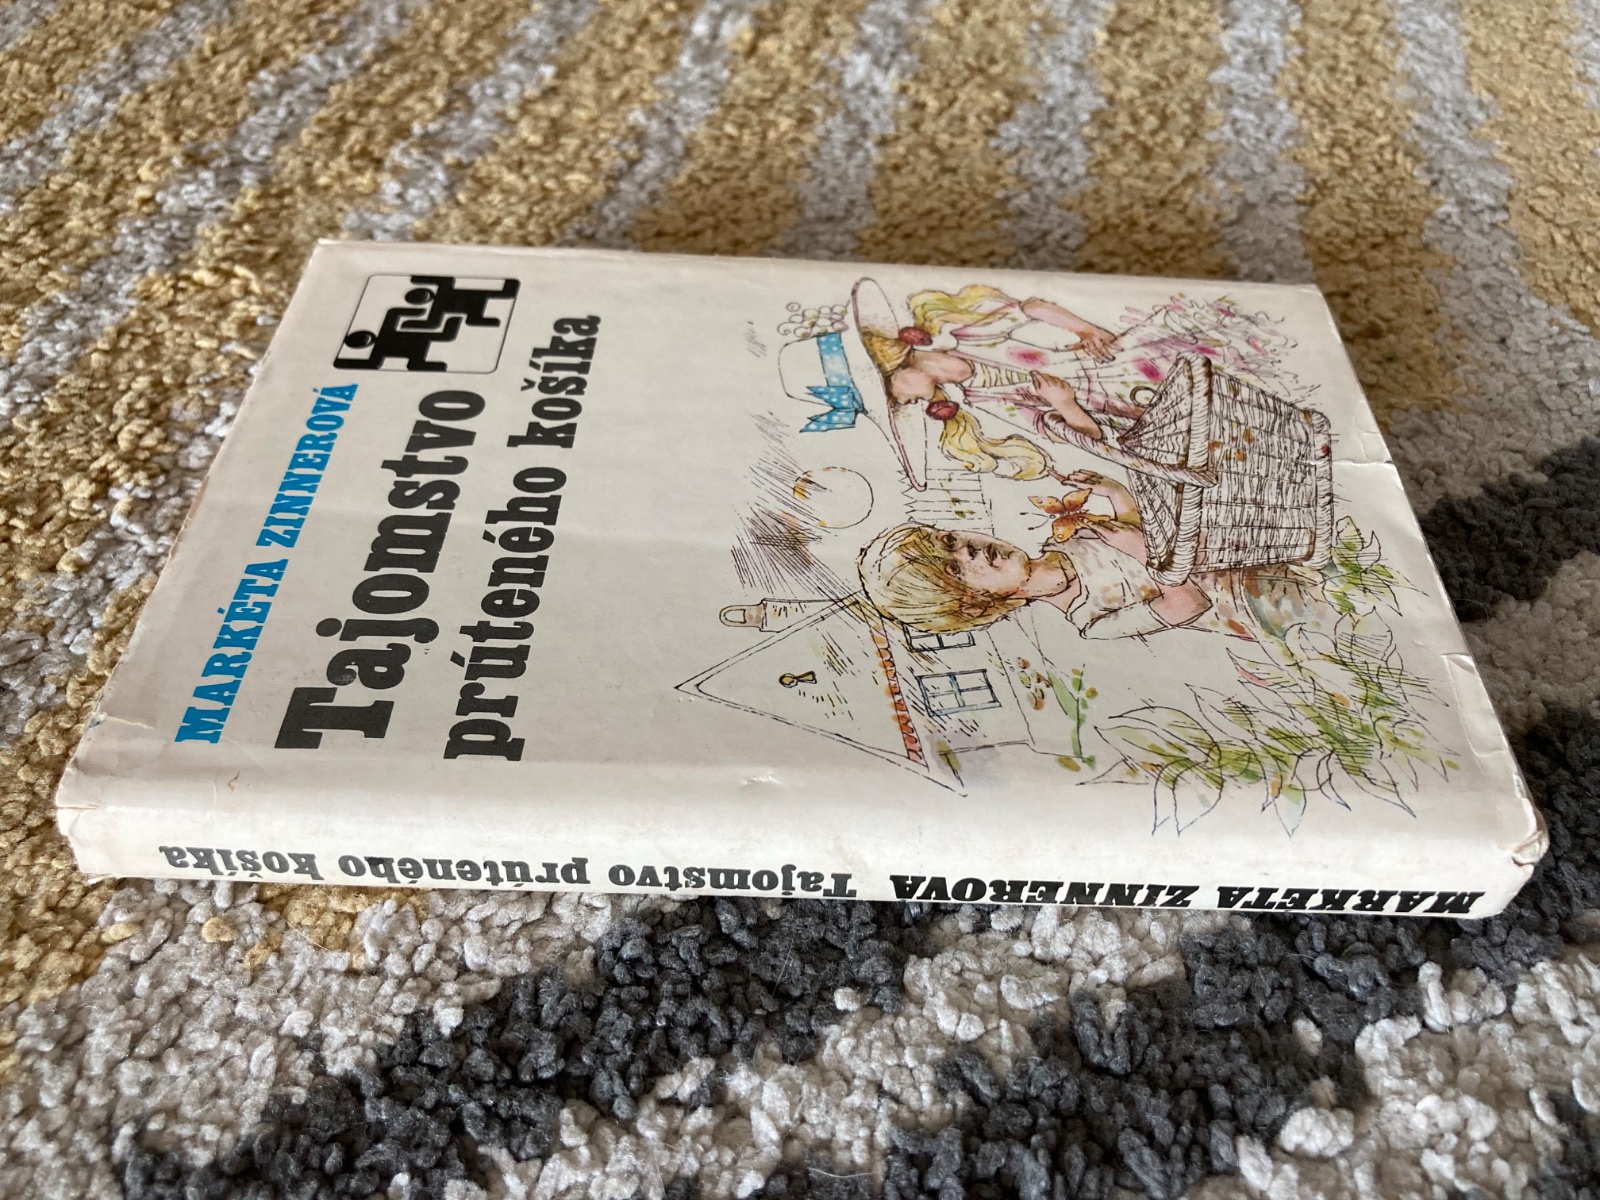 MARKÉTA ZINNEROVÁ
Tajomstvo
prúteného košíka
MARKÉTA ZINNEROVÁ Tajomstvo prúteného košíka